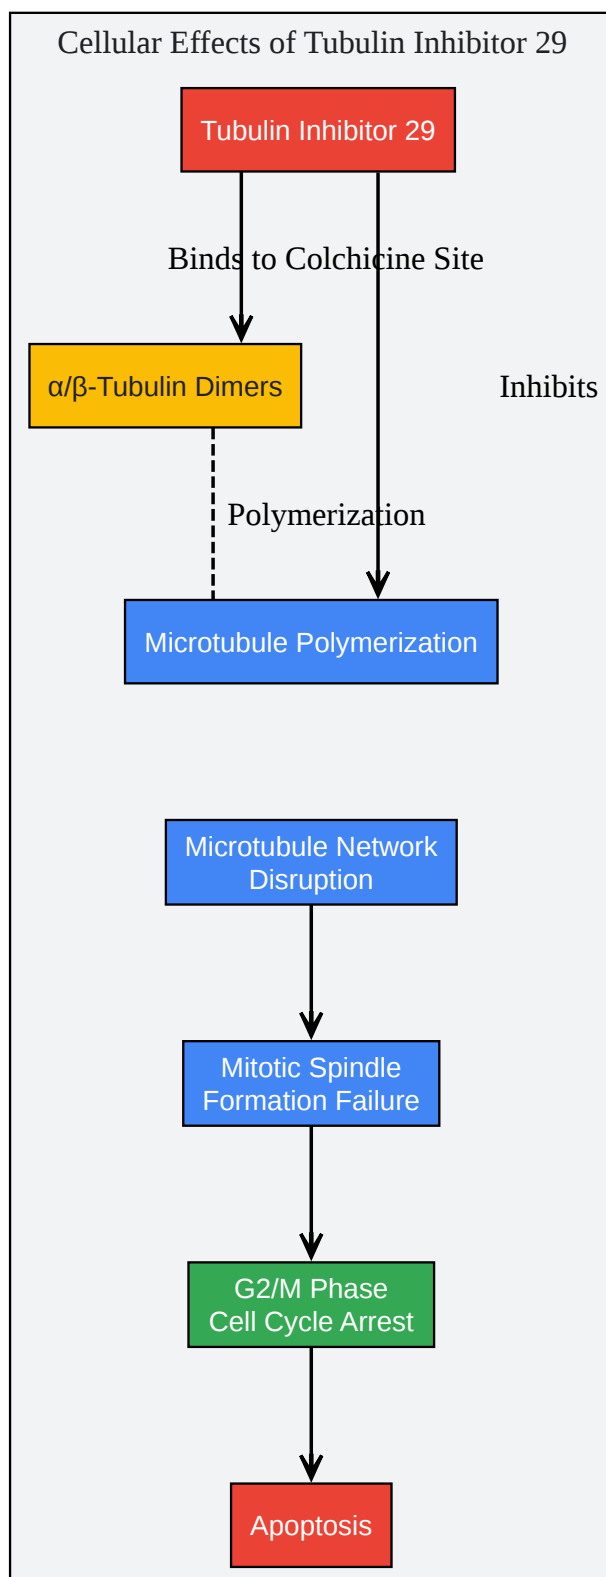 Cellular Effects of Tubulin Inhibitor 29
Tubulin Inhibitor 29
Binds to Colchicine Site
α/β-Tubulin Dimers
Inhibits
Polymerization
Microtubule Polymerization
Microtubule Network
Disruption
Mitotic Spindle
Formation Failure
G2/M Phase
Cell Cycle Arrest
Apoptosis